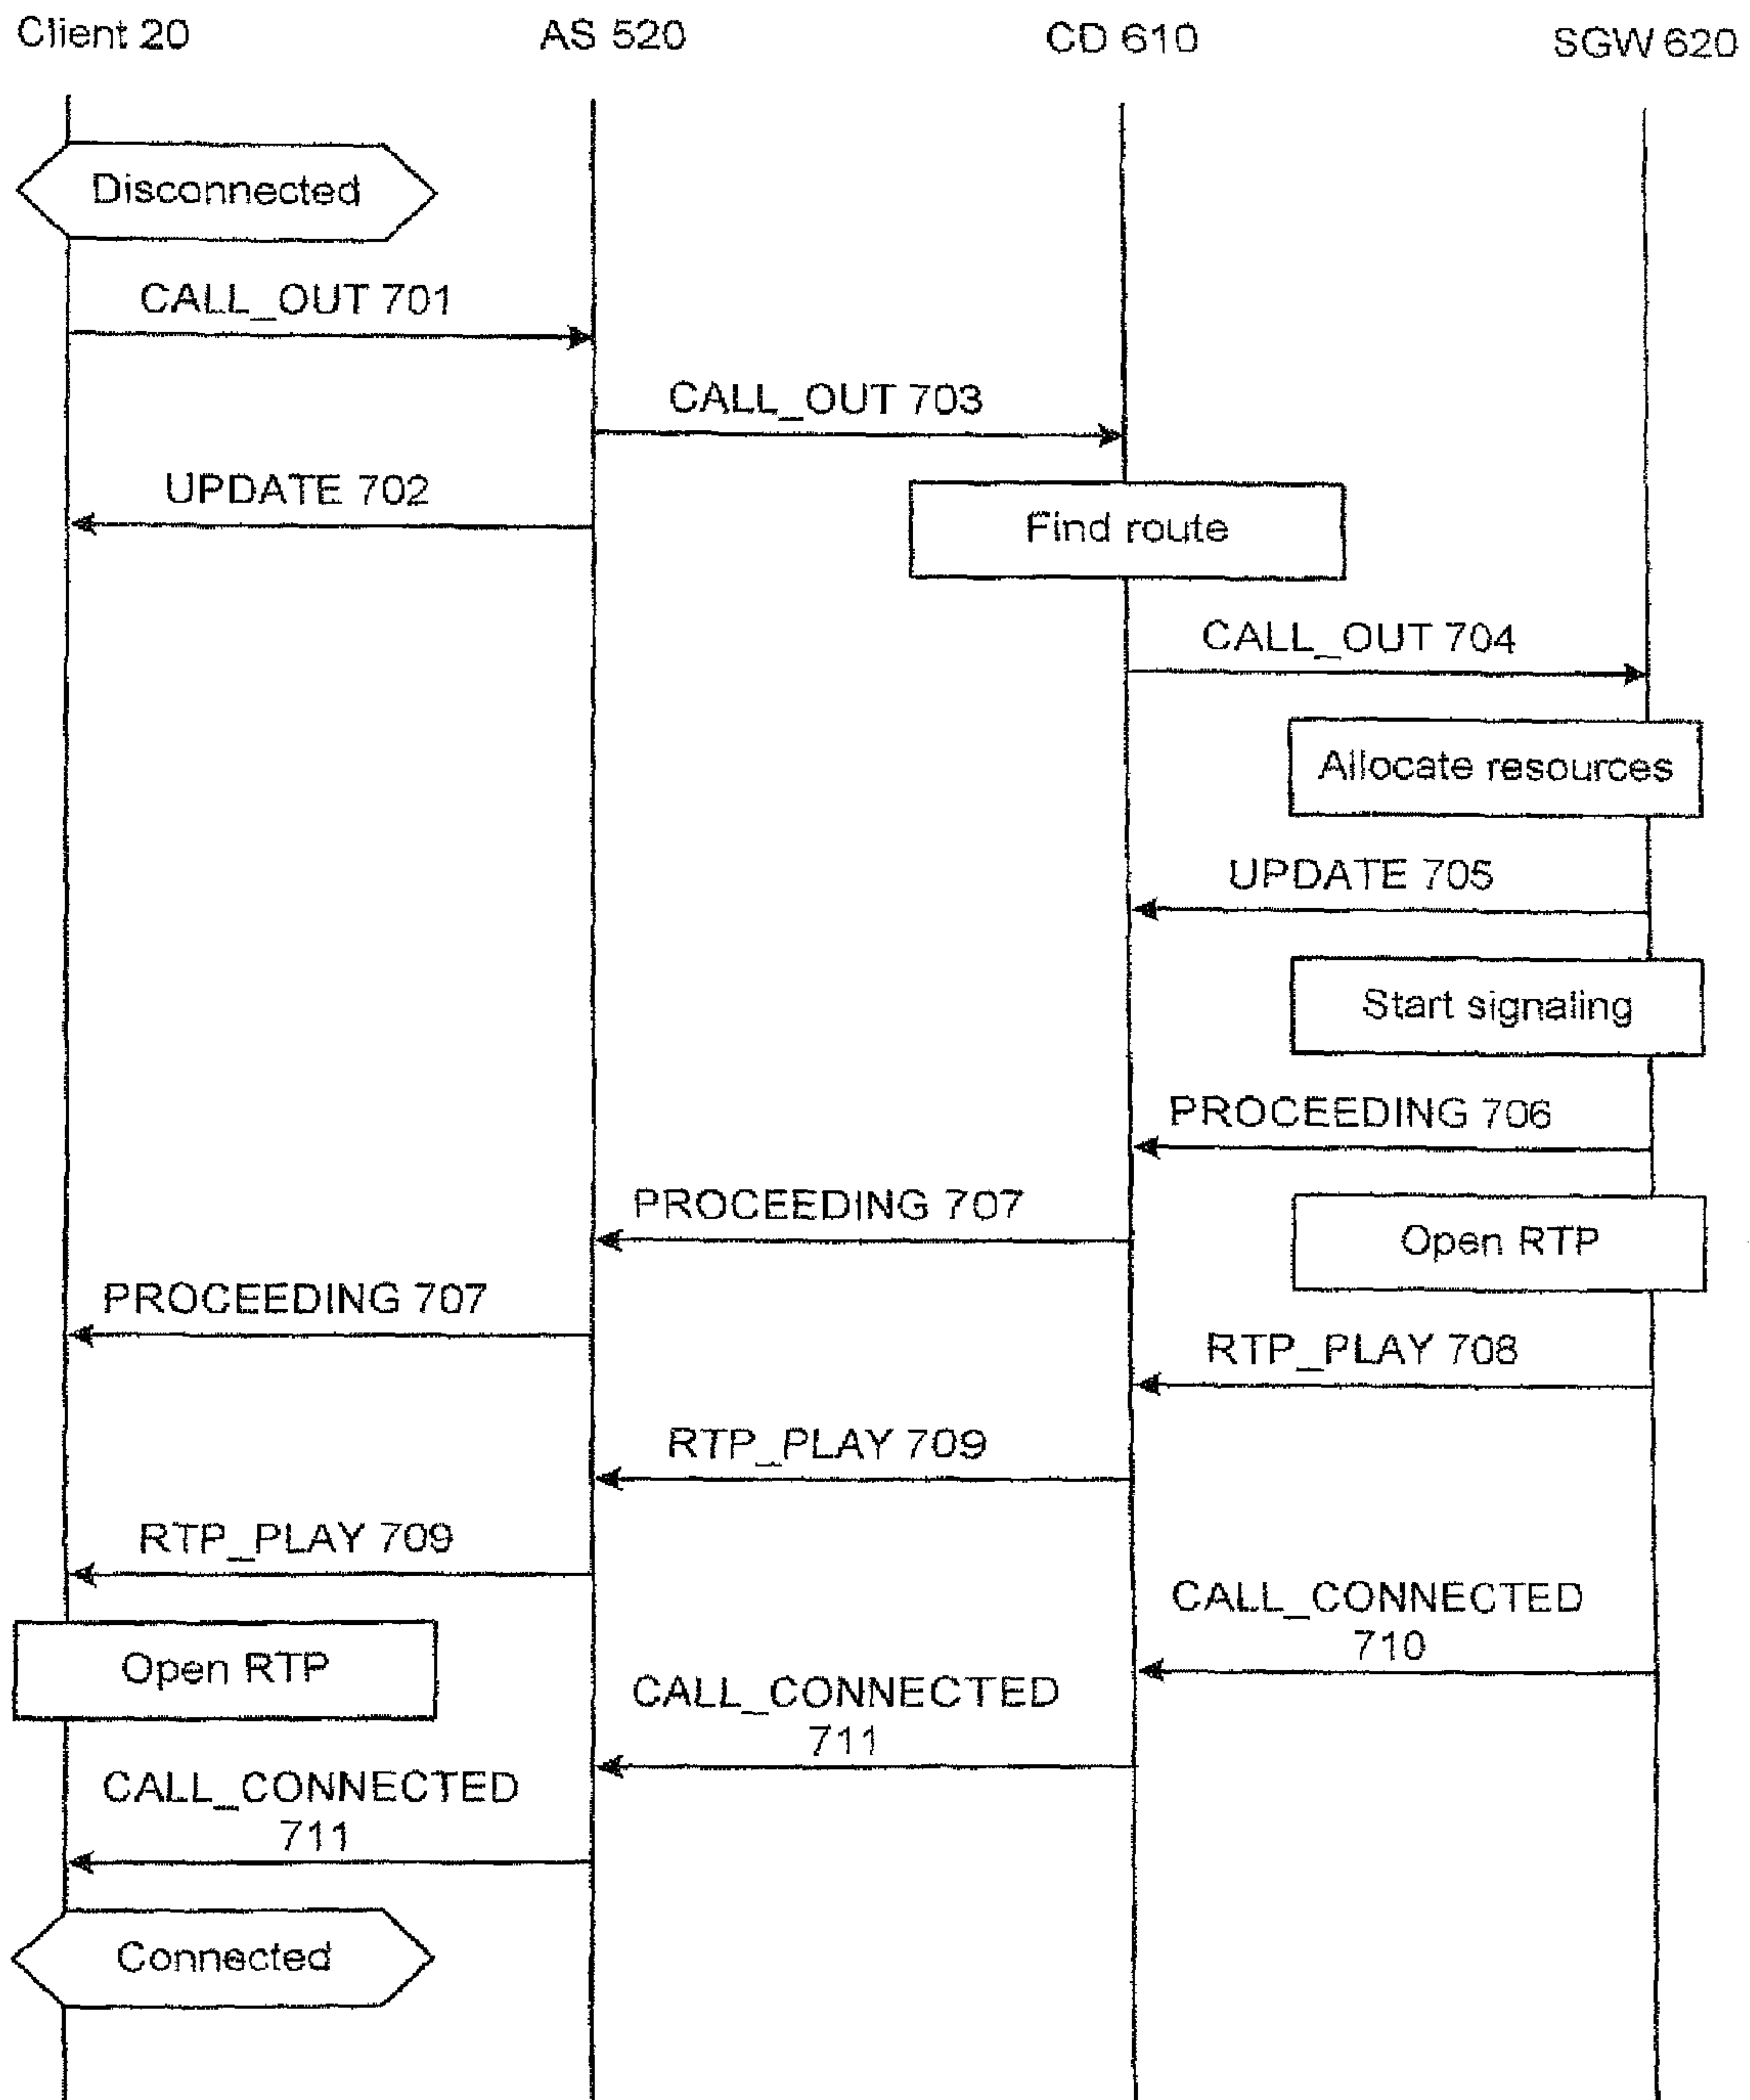 Client 20
AS 520
CD 610
SGW 620
Disconnected
CALL_OUT 701
CALL_OUT 703
UPDATE 702
Find route
CALL_OUT 704
Allocate resources
UPDATE 705
Start signaling
PROCEEDING 706
PROCEEDING 707
Open RTP
PROCEEDING 707
RTP_PLAY 708
RTP_PLAY 709
RTP_PLAY 709
CALL_CONNECTED
710
Open RTP
CALL_CONNECTED
711
CALL_CONNECTED
711
Connected